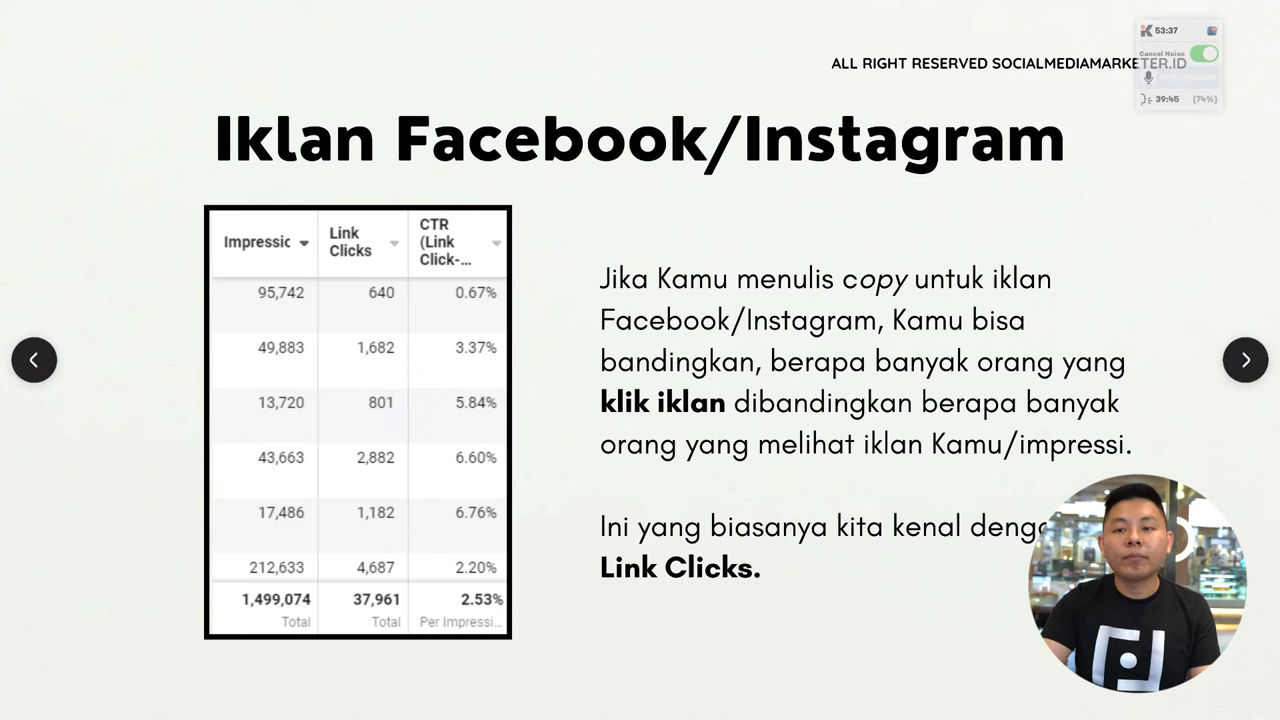 53:37
Cancel Noise
ALL RIGHT RESERVED SOCIALMEDIAMARKETER.ID
39:45 (74%)
Iklan Facebook/Instagram
Impressic Link Clicks CTR (Link Click-...
95,742 640 0.67%
49,883 1,682 3.37%
13,720 801 5.84%
43,663 2,882 6.60%
17,486 1,182 6.76%
212,633 4,687 2.20%
1,499,074 37,961 2.53%
Total Total Per Impressi...
Jika Kamu menulis copy untuk iklan
Facebook/Instagram, Kamu bisa
bandingkan, berapa banyak orang yang
klik iklan dibandingkan berapa banyak
orang yang melihat iklan Kamu/impressi.
Ini yang biasanya kita kenal
Link Clicks.